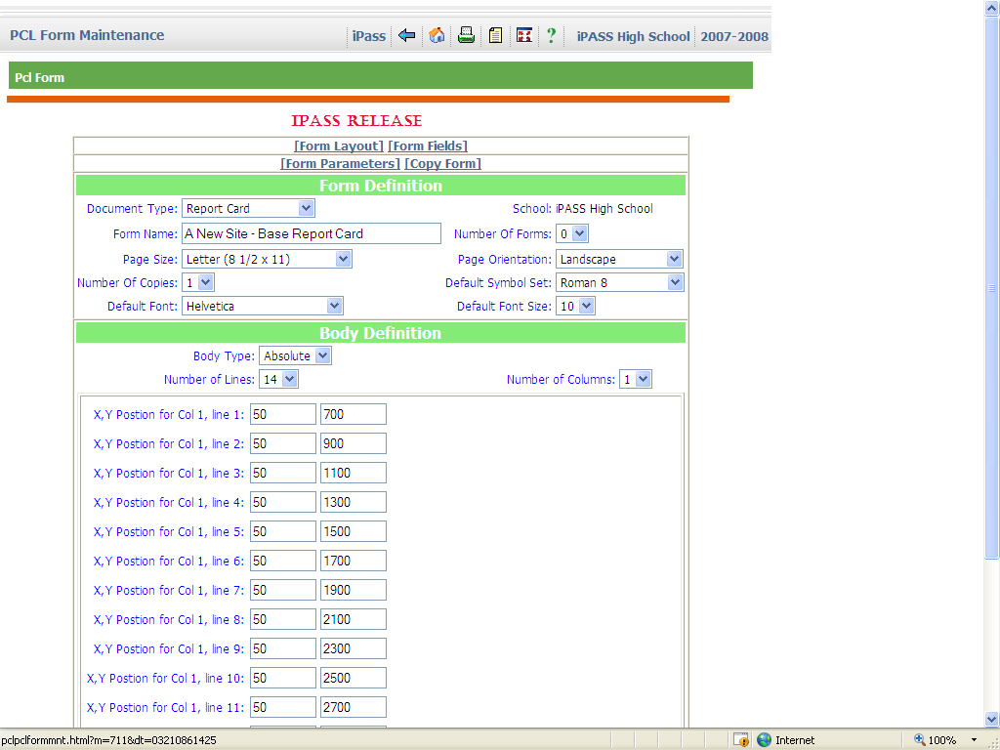 PCL Form Maintenance iPass ? iPASS High School 2007-2008
Pcl Form
IPASS RELEASE
[Form Layout] [Form Fields]
[Form Parameters] [Copy Form]
Form Definition
Document Type: Report Card School: iPASS High School
Form Name: A New Site - Base Report Card Number Of Forms: 0
Page Size: Letter (8 1/2 x 11) Page Orientation: Landscape
Number Of Copies: 1 Default Symbol Set: Roman 8
Default Font: Helvetica Default Font Size: 10
Body Definition
Body Type: Absolute
Number of Lines: 14 Number of Columns: 1
X,Y Postion for Col 1, line 1: 50 700
X,Y Postion for Col 1, line 2: 50 900
X,Y Postion for Col 1, line 3: 50 1100
X,Y Postion for Col 1, line 4: 50 1300
X,Y Postion for Col 1, line 5: 50 1500
X,Y Postion for Col 1, line 6: 50 1700
X,Y Postion for Col 1, line 7: 50 1900
X,Y Postion for Col 1, line 8: 50 2100
X,Y Postion for Col 1, line 9: 50 2300
X,Y Postion for Col 1, line 10: 50 2500
X,Y Postion for Col 1, line 11: 50 2700
pclpclformmnt.html?m=711&dt=03210861425 Internet 100%